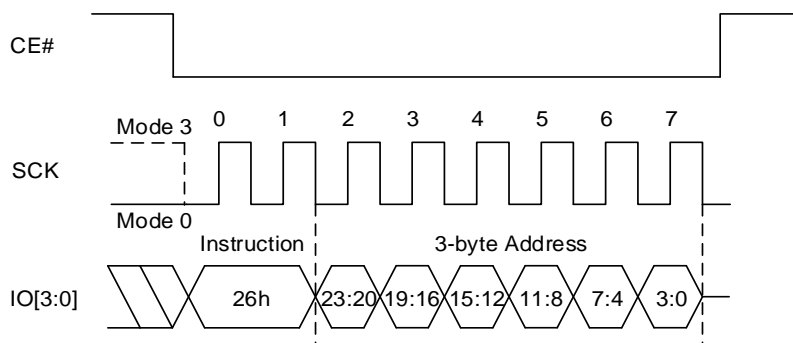 CE#
Mode 3 0 1 2 3 4 5 6 7
SCK
Mode 0
Instruction 3-byte Address
IO[3:0] 26h 23:20 19:16 15:12 11:8 7:4 3:0